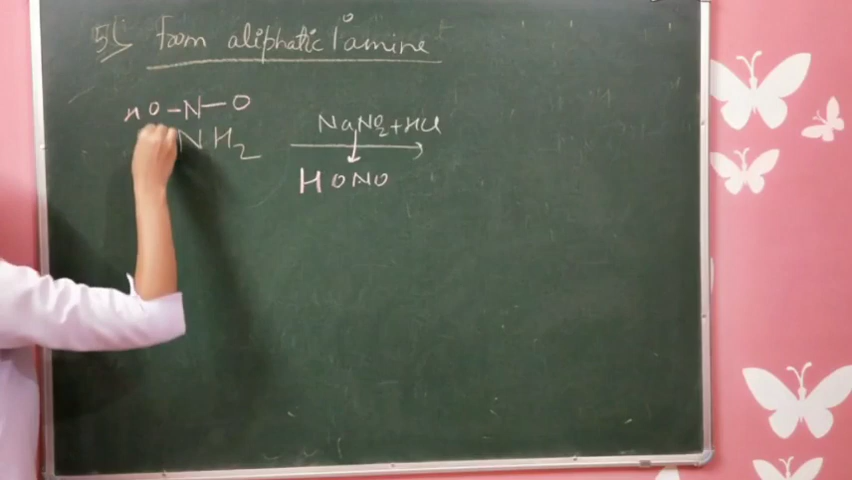 5) From aliphatic 1° amine
HO-N-O
NH2
NaNO2+HCl
HONO